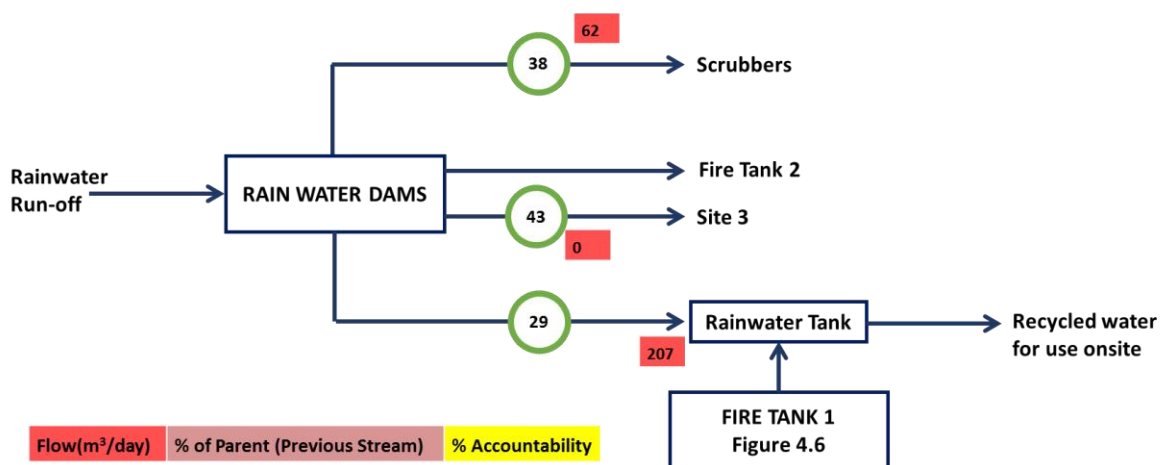 62
38
Scrubbers
Rainwater
Run-off
RAIN WATER DAMS
Fire Tank 2
43
Site 3
0
29
Rainwater Tank
Recycled water
for use onsite
207
FIRE TANK 1
Figure 4.6
Flow(m³/day) % of Parent (Previous Stream) % Accountability